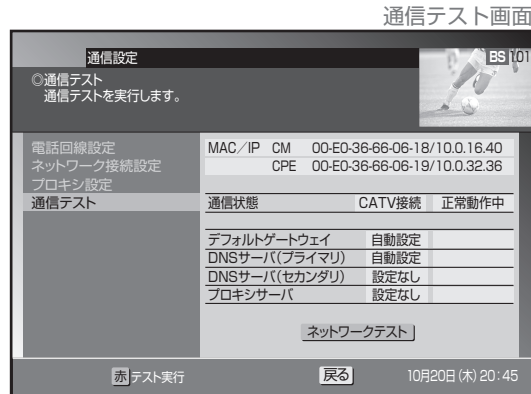 通信テスト画面
通信設定
BS 101
◎通信テスト
通信テストを実行します。
電話回線設定
ネットワーク接続設定
プロキシ設定
通信テスト
MAC／IP CM 00-E0-36-66-06-18/10.0.16.40
CPE 00-E0-36-66-06-19/10.0.32.36
通信状態 CATV接続 正常動作中
デフォルトゲートウェイ 自動設定
DNSサーバ(プライマリ) 自動設定
DNSサーバ(セカンダリ) 設定なし
プロキシサーバ 設定なし
ネットワークテスト
赤 テスト実行 戻る 10月20日(木) 20:45